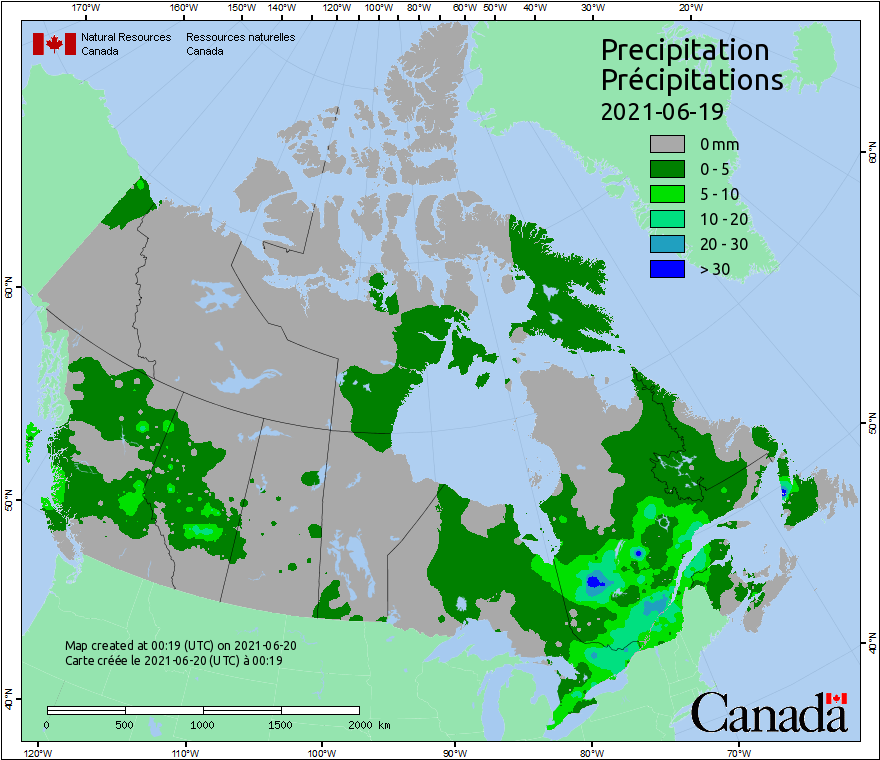 170°W 160°W 150°W 140°W 130°W 120°W 110°W 100°W 90°W 80°W 60°W 50°W 40°W 30°W 20°W
Natural Resources Ressources naturelles
Canada Canada
Precipitation
Précipitations
2021-06-19
0 mm
0 - 5
5 - 10
10 - 20
20 - 30
> 30
60°N 60°N
50°N 50°N
40°N 40°N
Map created at 00:19 (UTC) on 2021-06-20
Carte créée le 2021-06-20 (UTC) à 00:19
0 500 1000 1500 2000 km
Canada
120°W 110°W 100°W 90°W 80°W 70°W